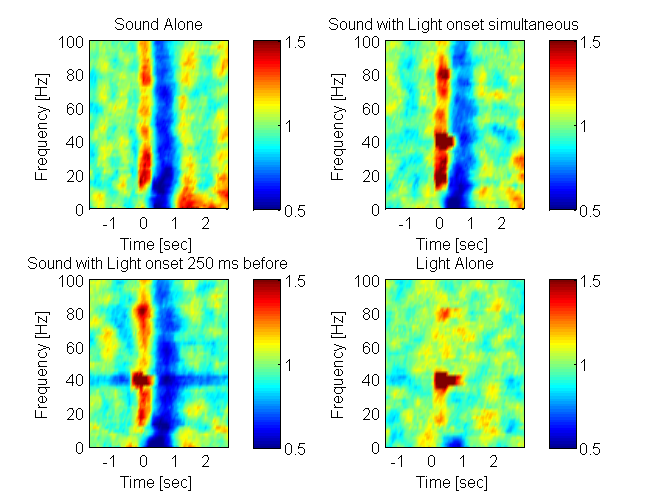 Sound Alone
Sound with Light onset simultaneous
100
80
60
40
20
0
Frequency [Hz]
-1 0 1 2
Time [sec]
1.5
1
0.5
100
80
60
40
20
0
Frequency [Hz]
-1 0 1 2
Time [sec]
1.5
1
0.5
Sound with Light onset 250 ms before
Light Alone
100
80
60
40
20
0
Frequency [Hz]
-1 0 1 2
Time [sec]
1.5
1
0.5
100
80
60
40
20
0
Frequency [Hz]
-1 0 1 2
Time [sec]
1.5
1
0.5